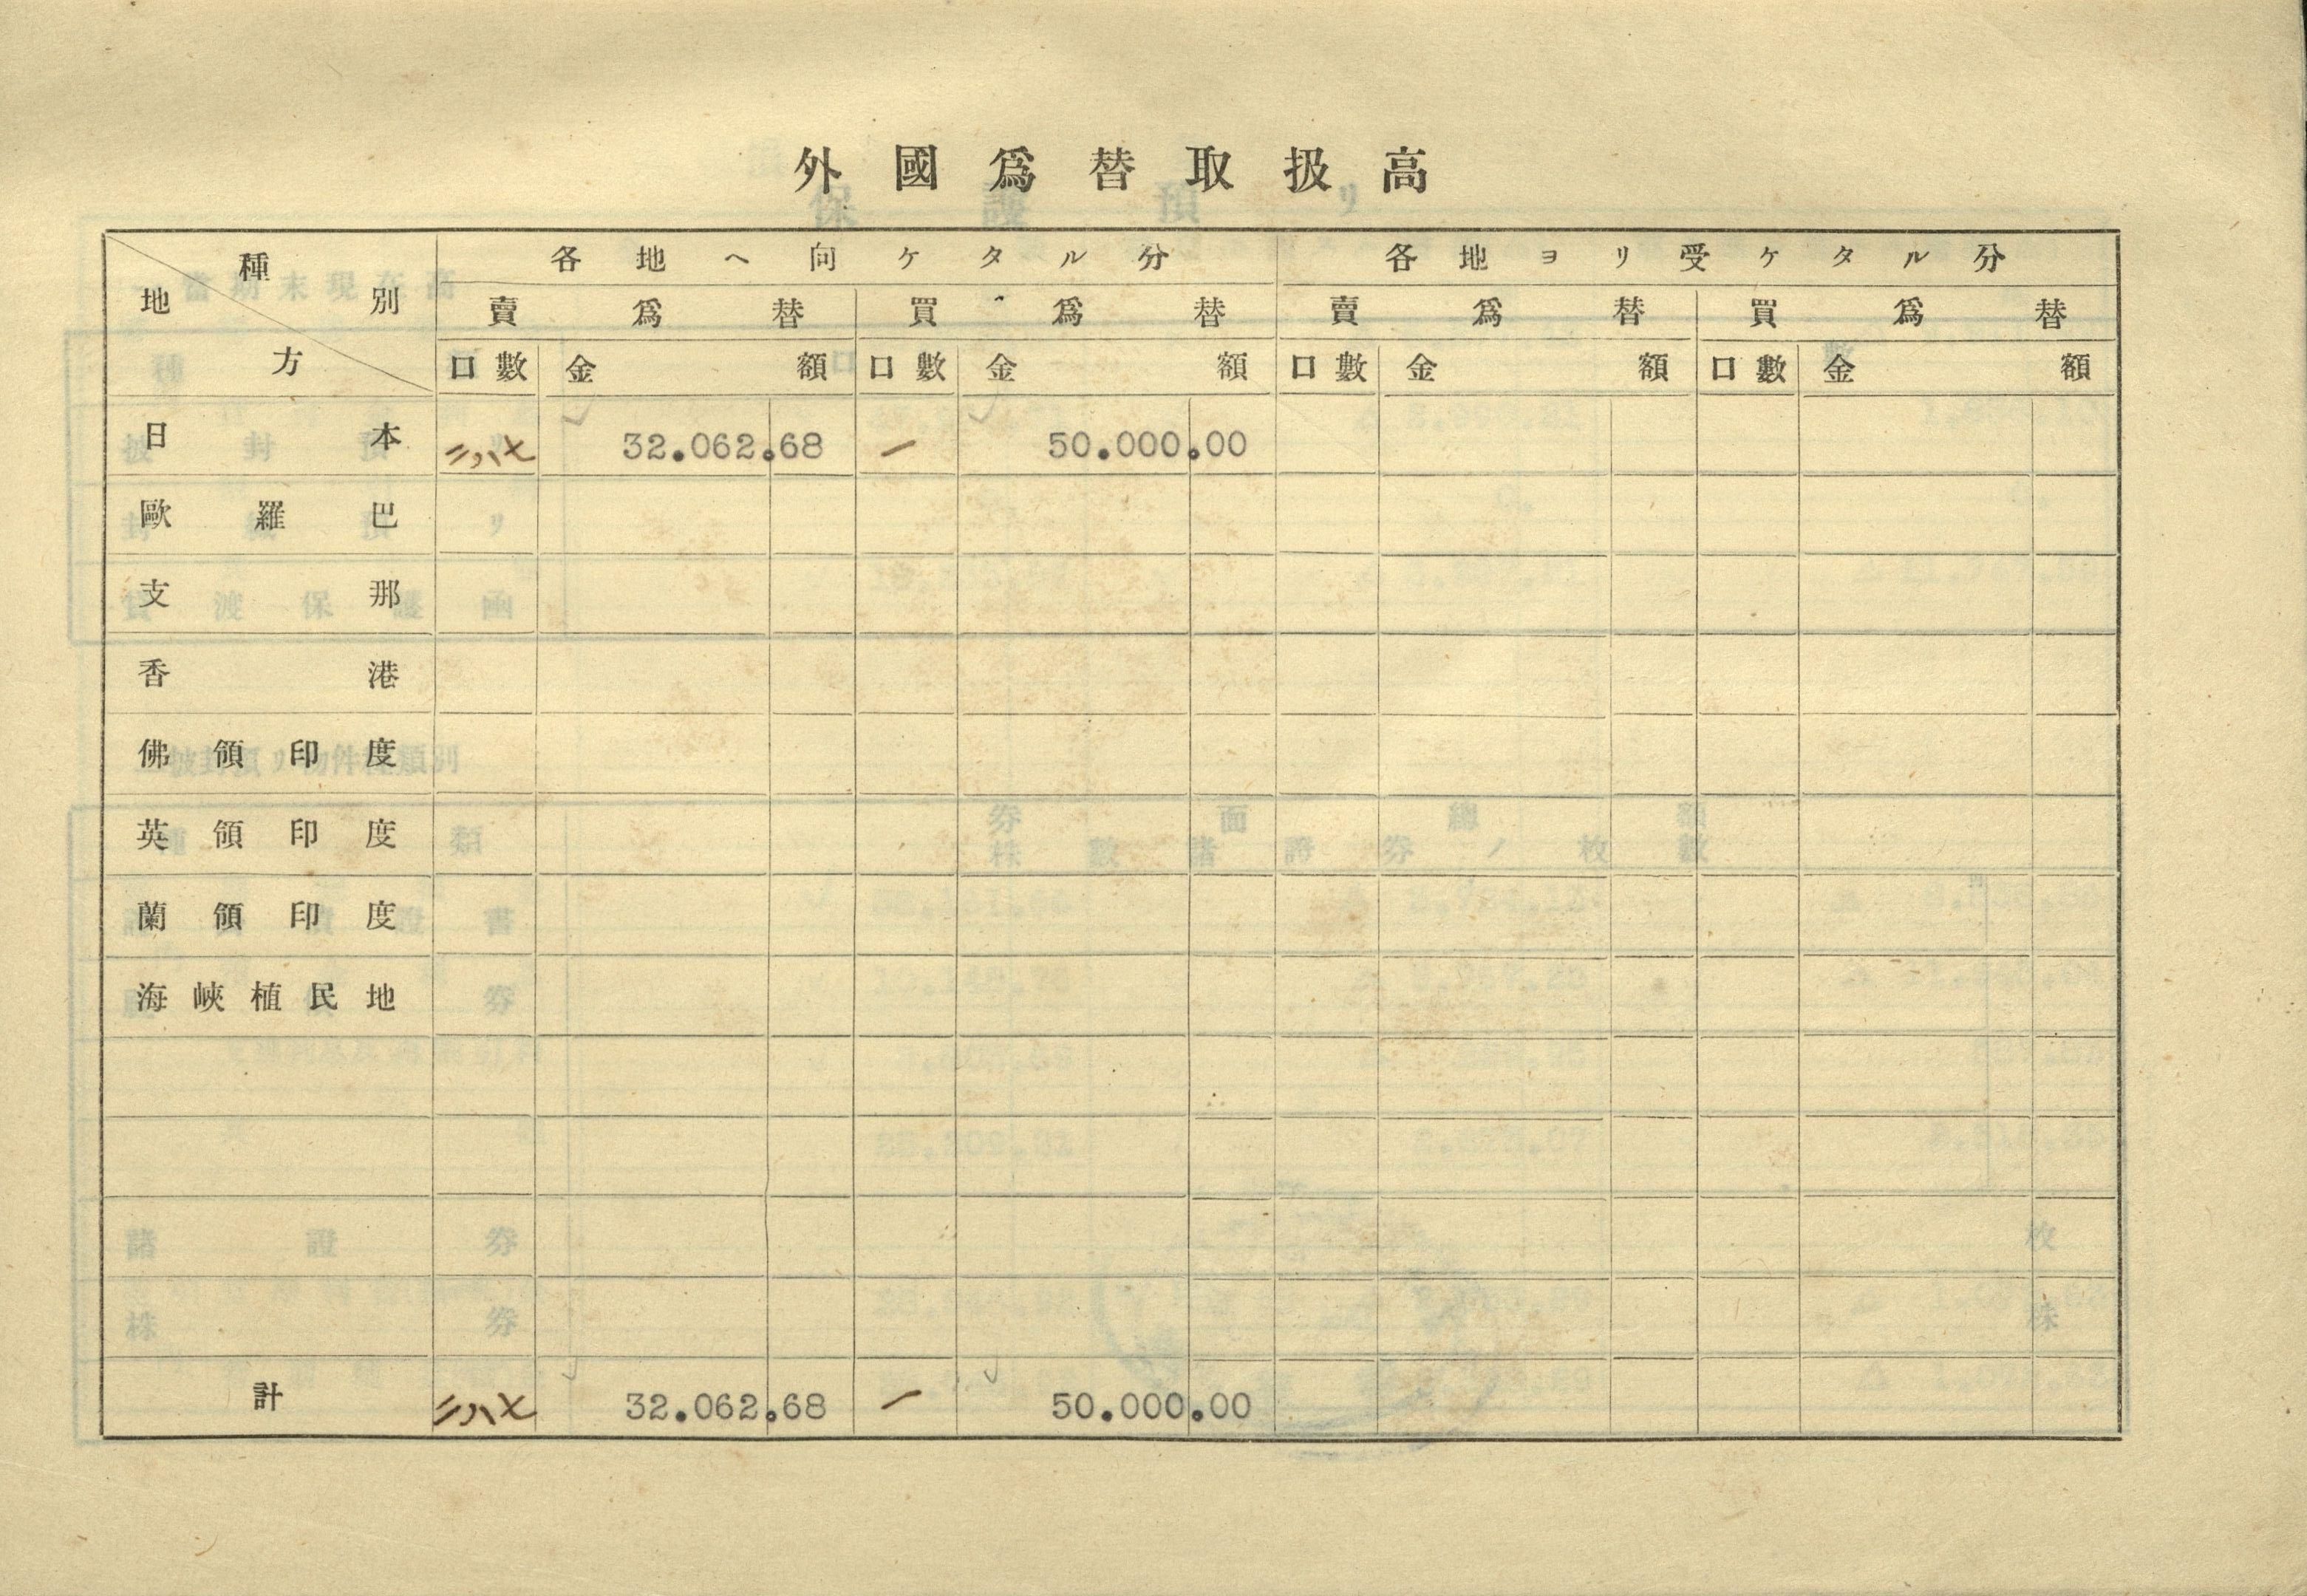 外國爲替取扱高
種別 地方 各地ヘ向ケタル分 各地ヨリ受ケタル分
賣爲替 買爲替 賣爲替 買爲替
口數 金額 口數 金額 口數 金額 口數 金額
日本 二八七 32.062.68 一 50.000.00
歐羅巴
支那
香港
佛領印度
英領印度
蘭領印度
海峽植民地
計 二八七 32.062.68 一 50.000.00